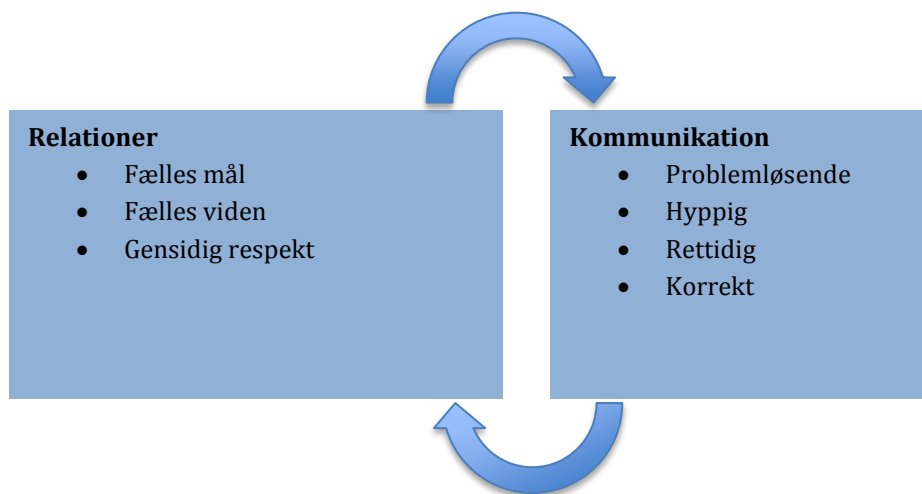 Relationer
• Fælles mål
• Fælles viden
• Gensidig respekt
Kommunikation
• Problemløsende
• Hyppig
• Rettidig
• Korrekt